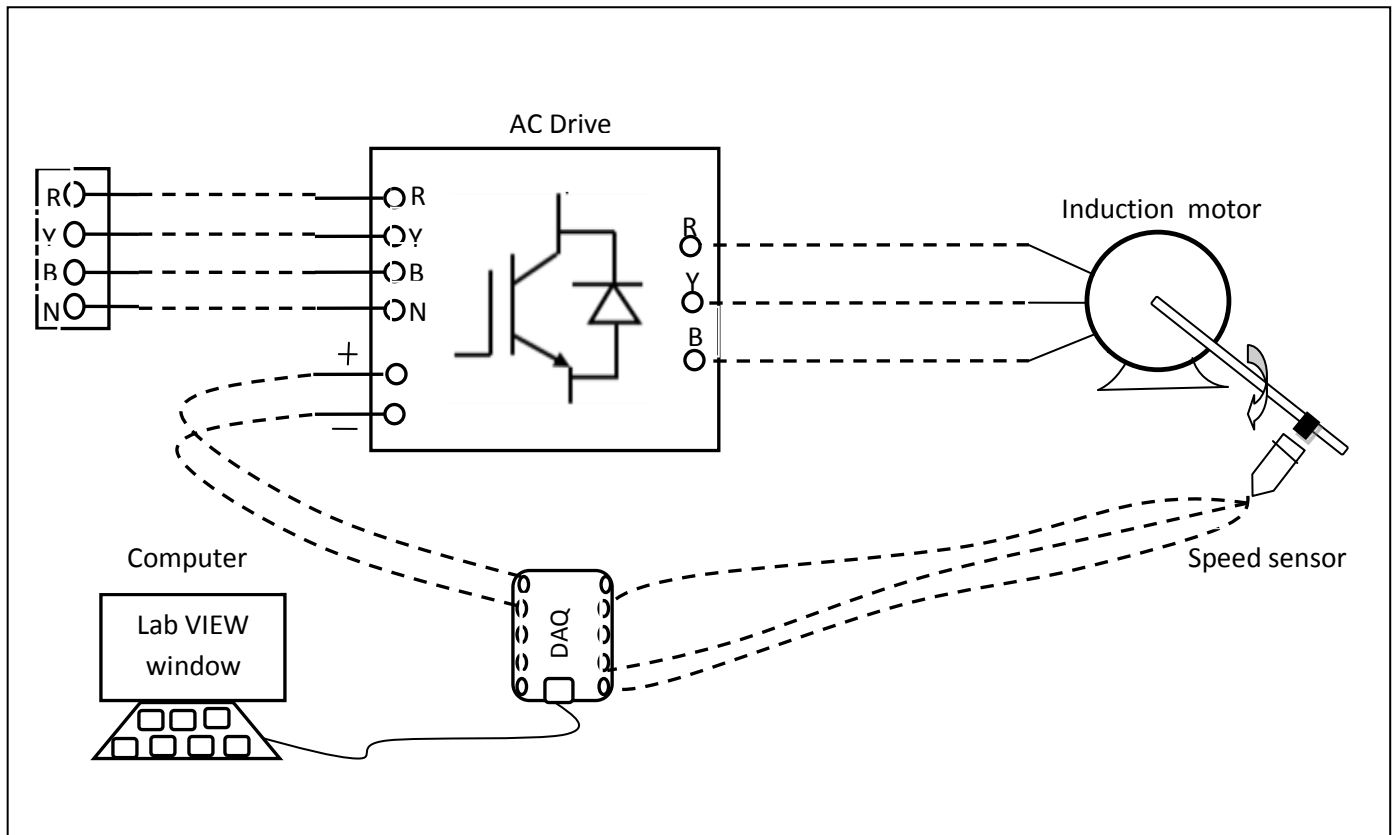 AC Drive
R
Y
B
N
R
Y
B
N
+
–
R
Y
B
Induction motor
Speed sensor
Computer
Lab VIEW
window
DAQ